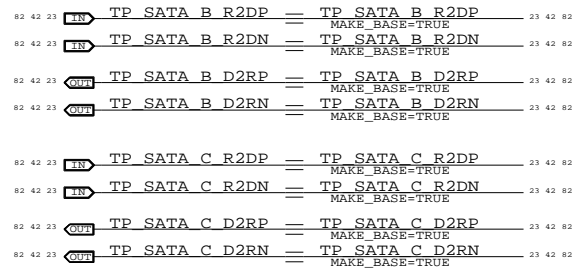 82 42 23 IN TP_SATA_B_R2DP TP_SATA_B_R2DP 23 42 82
MAKE_BASE=TRUE
82 42 23 IN TP_SATA_B_R2DN TP_SATA_B_R2DN 23 42 82
MAKE_BASE=TRUE
82 42 23 OUT TP_SATA_B_D2RP TP_SATA_B_D2RP 23 42 82
MAKE_BASE=TRUE
82 42 23 OUT TP_SATA_B_D2RN TP_SATA_B_D2RN 23 42 82
MAKE_BASE=TRUE
82 42 23 IN TP_SATA_C_R2DP TP_SATA_C_R2DP 23 42 82
MAKE_BASE=TRUE
82 42 23 IN TP_SATA_C_R2DN TP_SATA_C_R2DN 23 42 82
MAKE_BASE=TRUE
82 42 23 OUT TP_SATA_C_D2RP TP_SATA_C_D2RP 23 42 82
MAKE_BASE=TRUE
82 42 23 OUT TP_SATA_C_D2RN TP_SATA_C_D2RN 23 42 82
MAKE_BASE=TRUE